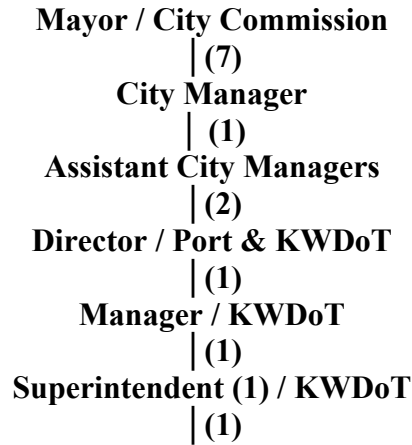 Mayor / City Commission
(7)
City Manager
(1)
Assistant City Managers
(2)
Director / Port & KWDoT
(1)
Manager / KWDoT
(1)
Superintendent (1) / KWDoT
(1)